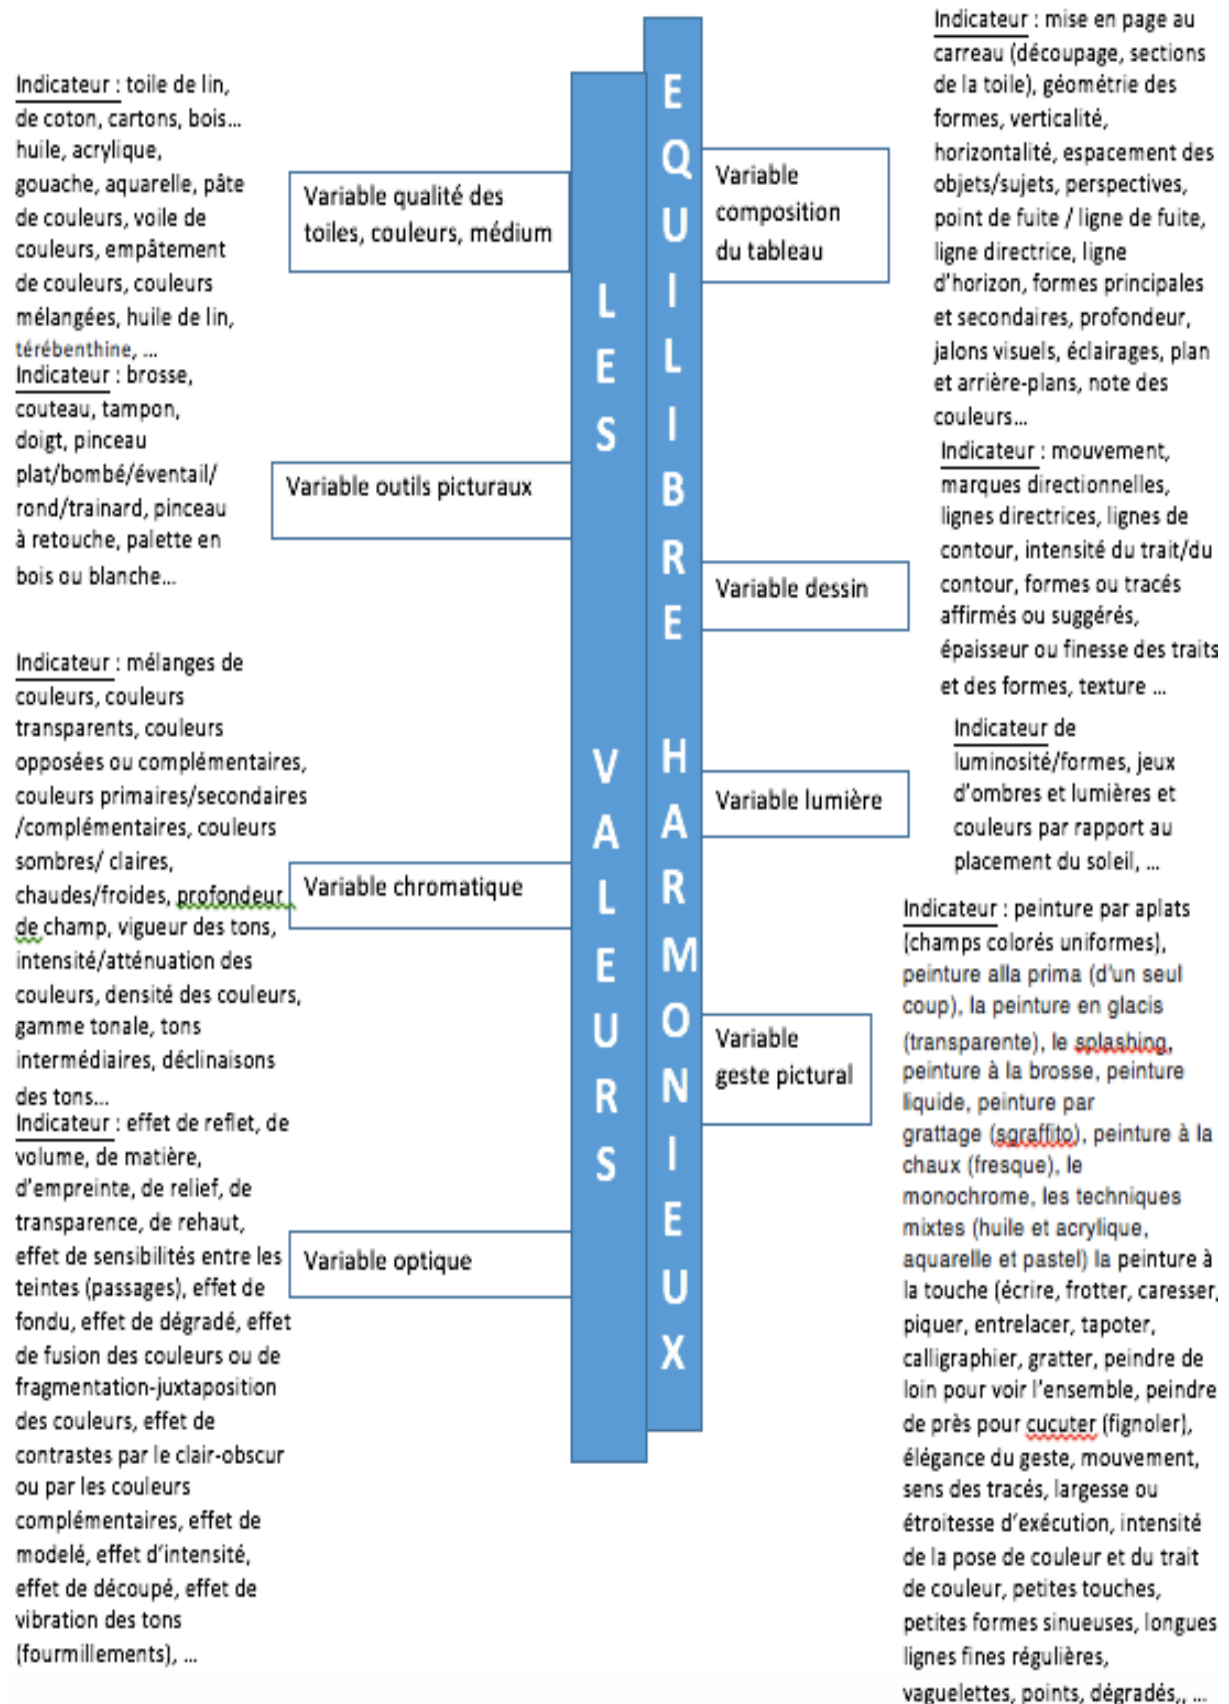 Indicateur : toile de lin,
de coton, cartons, bois...
huile, acrylique,
gouache, aquarelle, pâte
de couleurs, voile de
couleurs, empâtement
de couleurs, couleurs
mélangées, huile de lin,
térébenthine, ...
Variable qualité des
toiles, couleurs, médium
Indicateur : brosse,
couteau, tampon,
doigt, pinceau
plat/bombé/éventail/
rond/trainard, pinceau
à retouche, palette en
bois ou blanche...
Variable outils picturaux
Indicateur : mélanges de
couleurs, couleurs
transparents, couleurs
opposées ou complémentaires,
couleurs primaires/secondaires
/complémentaires, couleurs
sombres/ claires,
chaudes/froides, profondeur
de champ, vigueur des tons,
intensité/atténuation des
couleurs, densité des couleurs,
gamme tonale, tons
intermédiaires, déclinaisons
des tons...
Variable chromatique
Indicateur : effet de reflet, de
volume, de matière,
d'empreinte, de relief, de
transparence, de rehaut,
effet de sensibilités entre les
teintes (passages), effet de
fondu, effet de dégradé, effet
de fusion des couleurs ou de
fragmentation-juxtaposition
des couleurs, effet de
contrastes par le clair-obscur
ou par les couleurs
complémentaires, effet de
modelé, effet d'intensité,
effet de découpé, effet de
vibration des tons
(fourmillements), ...
Variable optique
LES VALEURS
EQUILIBRE HARMONIEUX
Variable
composition
du tableau
Indicateur : mise en page au
carreau (découpage, sections
de la toile), géométrie des
formes, verticalité,
horizontalité, espacement des
objets/sujets, perspectives,
point de fuite / ligne de fuite,
ligne directrice, ligne
d'horizon, formes principales
et secondaires, profondeur,
jalons visuels, éclairages, plan
et arrière-plans, note des
couleurs...
Variable dessin
Indicateur : mouvement,
marques directionnelles,
lignes directrices, lignes de
contour, intensité du trait/du
contour, formes ou tracés
affirmés ou suggérés,
épaisseur ou finesse des traits
et des formes, texture ...
Variable lumière
Indicateur de
luminosité/formes, jeux
d'ombres et lumières et
couleurs par rapport au
placement du soleil, ...
Variable
geste pictural
Indicateur : peinture par aplats
(champs colorés uniformes),
peinture alla prima (d'un seul
coup), la peinture en glacis
(transparente), le splashing,
peinture à la brosse, peinture
liquide, peinture par
grattage (sgraffito), peinture à la
chaux (fresque), le
monochrome, les techniques
mixtes (huile et acrylique,
aquarelle et pastel) la peinture à
la touche (écrire, frotter, caresser,
piquer, entrelacer, tapoter,
calligraphier, gratter, peindre de
loin pour voir l'ensemble, peindre
de près pour cucuter (fignoler),
élégance du geste, mouvement,
sens des tracés, largesse ou
étroitesse d'exécution, intensité
de la pose de couleur et du trait
de couleur, petites touches,
petites formes sinueuses, longues
lignes fines régulières,
vaguelettes, points, dégradés,, ...